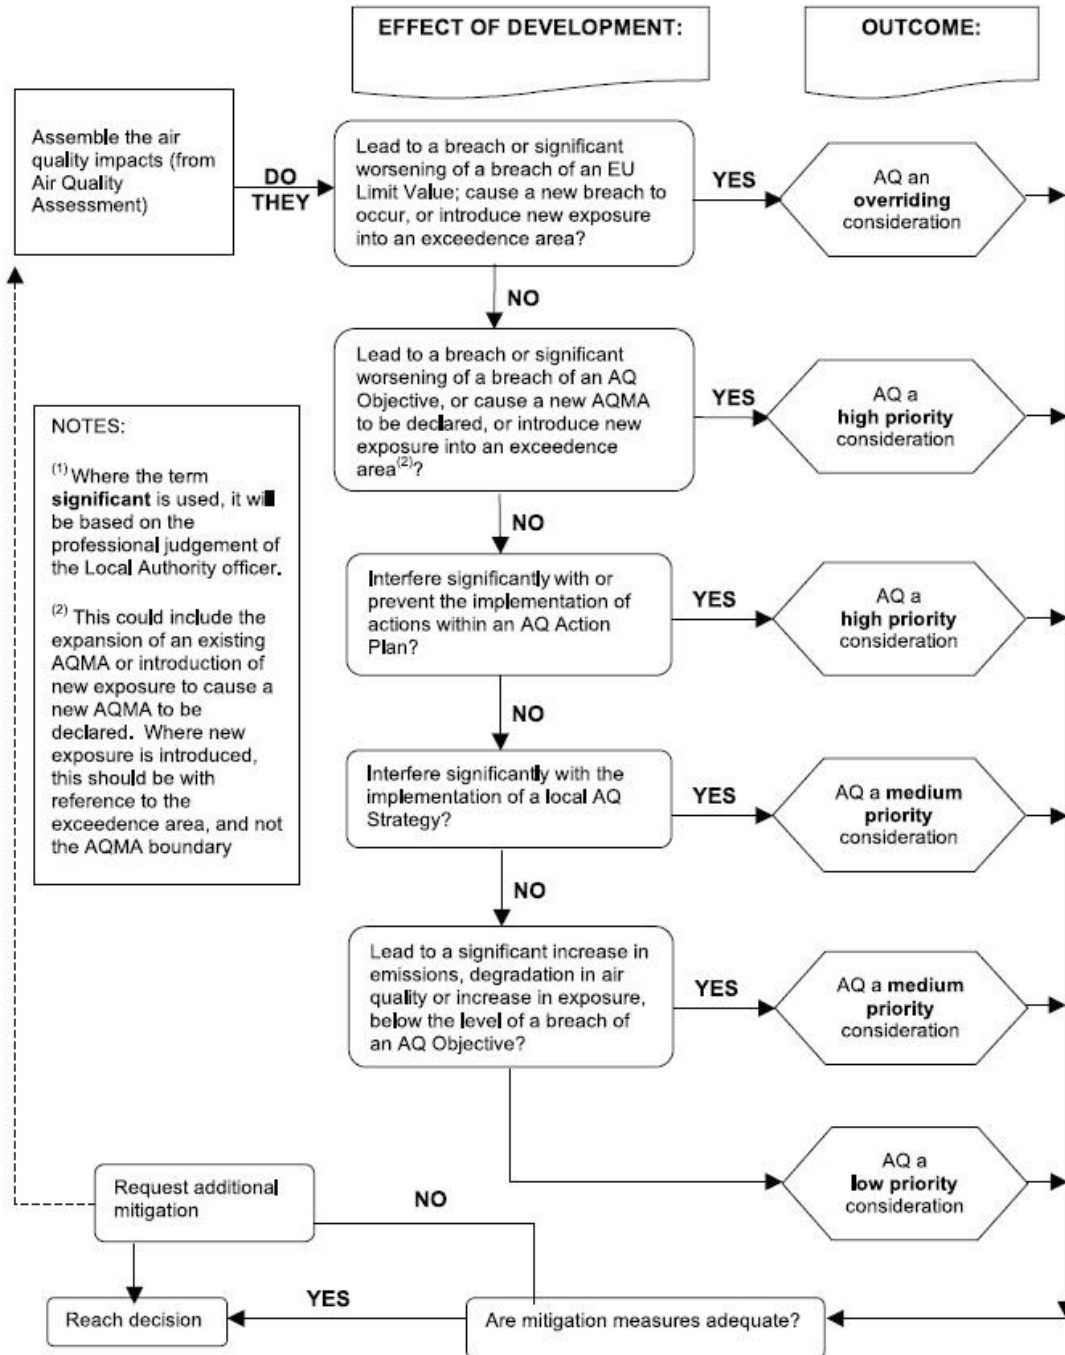 EFFECT OF DEVELOPMENT:
OUTCOME:
Assemble the air
quality impacts (from
Air Quality
Assessment)
DO
THEY
Lead to a breach or significant
worsening of a breach of an EU
Limit Value; cause a new breach to
occur, or introduce new exposure
into an exceedence area?
YES
AQ an
overriding
consideration
NO
Lead to a breach or significant
worsening of a breach of an AQ
Objective, or cause a new AQMA
to be declared, or introduce new
exposure into an exceedence
area(2)?
YES
AQ a
high priority
consideration
NOTES:
(1) Where the term
significant is used, it will
be based on the
professional judgement of
the Local Authority officer.
(2) This could include the
expansion of an existing
AQMA or introduction of
new exposure to cause a
new AQMA to be
declared. Where new
exposure is introduced,
this should be with
reference to the
exceedence area, and not
the AQMA boundary
NO
Interfere significantly with or
prevent the implementation of
actions within an AQ Action
Plan?
YES
AQ a
high priority
consideration
NO
Interfere significantly with the
implementation of a local AQ
Strategy?
YES
AQ a medium
priority
consideration
NO
Lead to a significant increase in
emissions, degradation in air
quality or increase in exposure,
below the level of a breach of
an AQ Objective?
YES
AQ a medium
priority
consideration
AQ a
low priority
consideration
Request additional
mitigation
NO
Reach decision
YES
Are mitigation measures adequate?